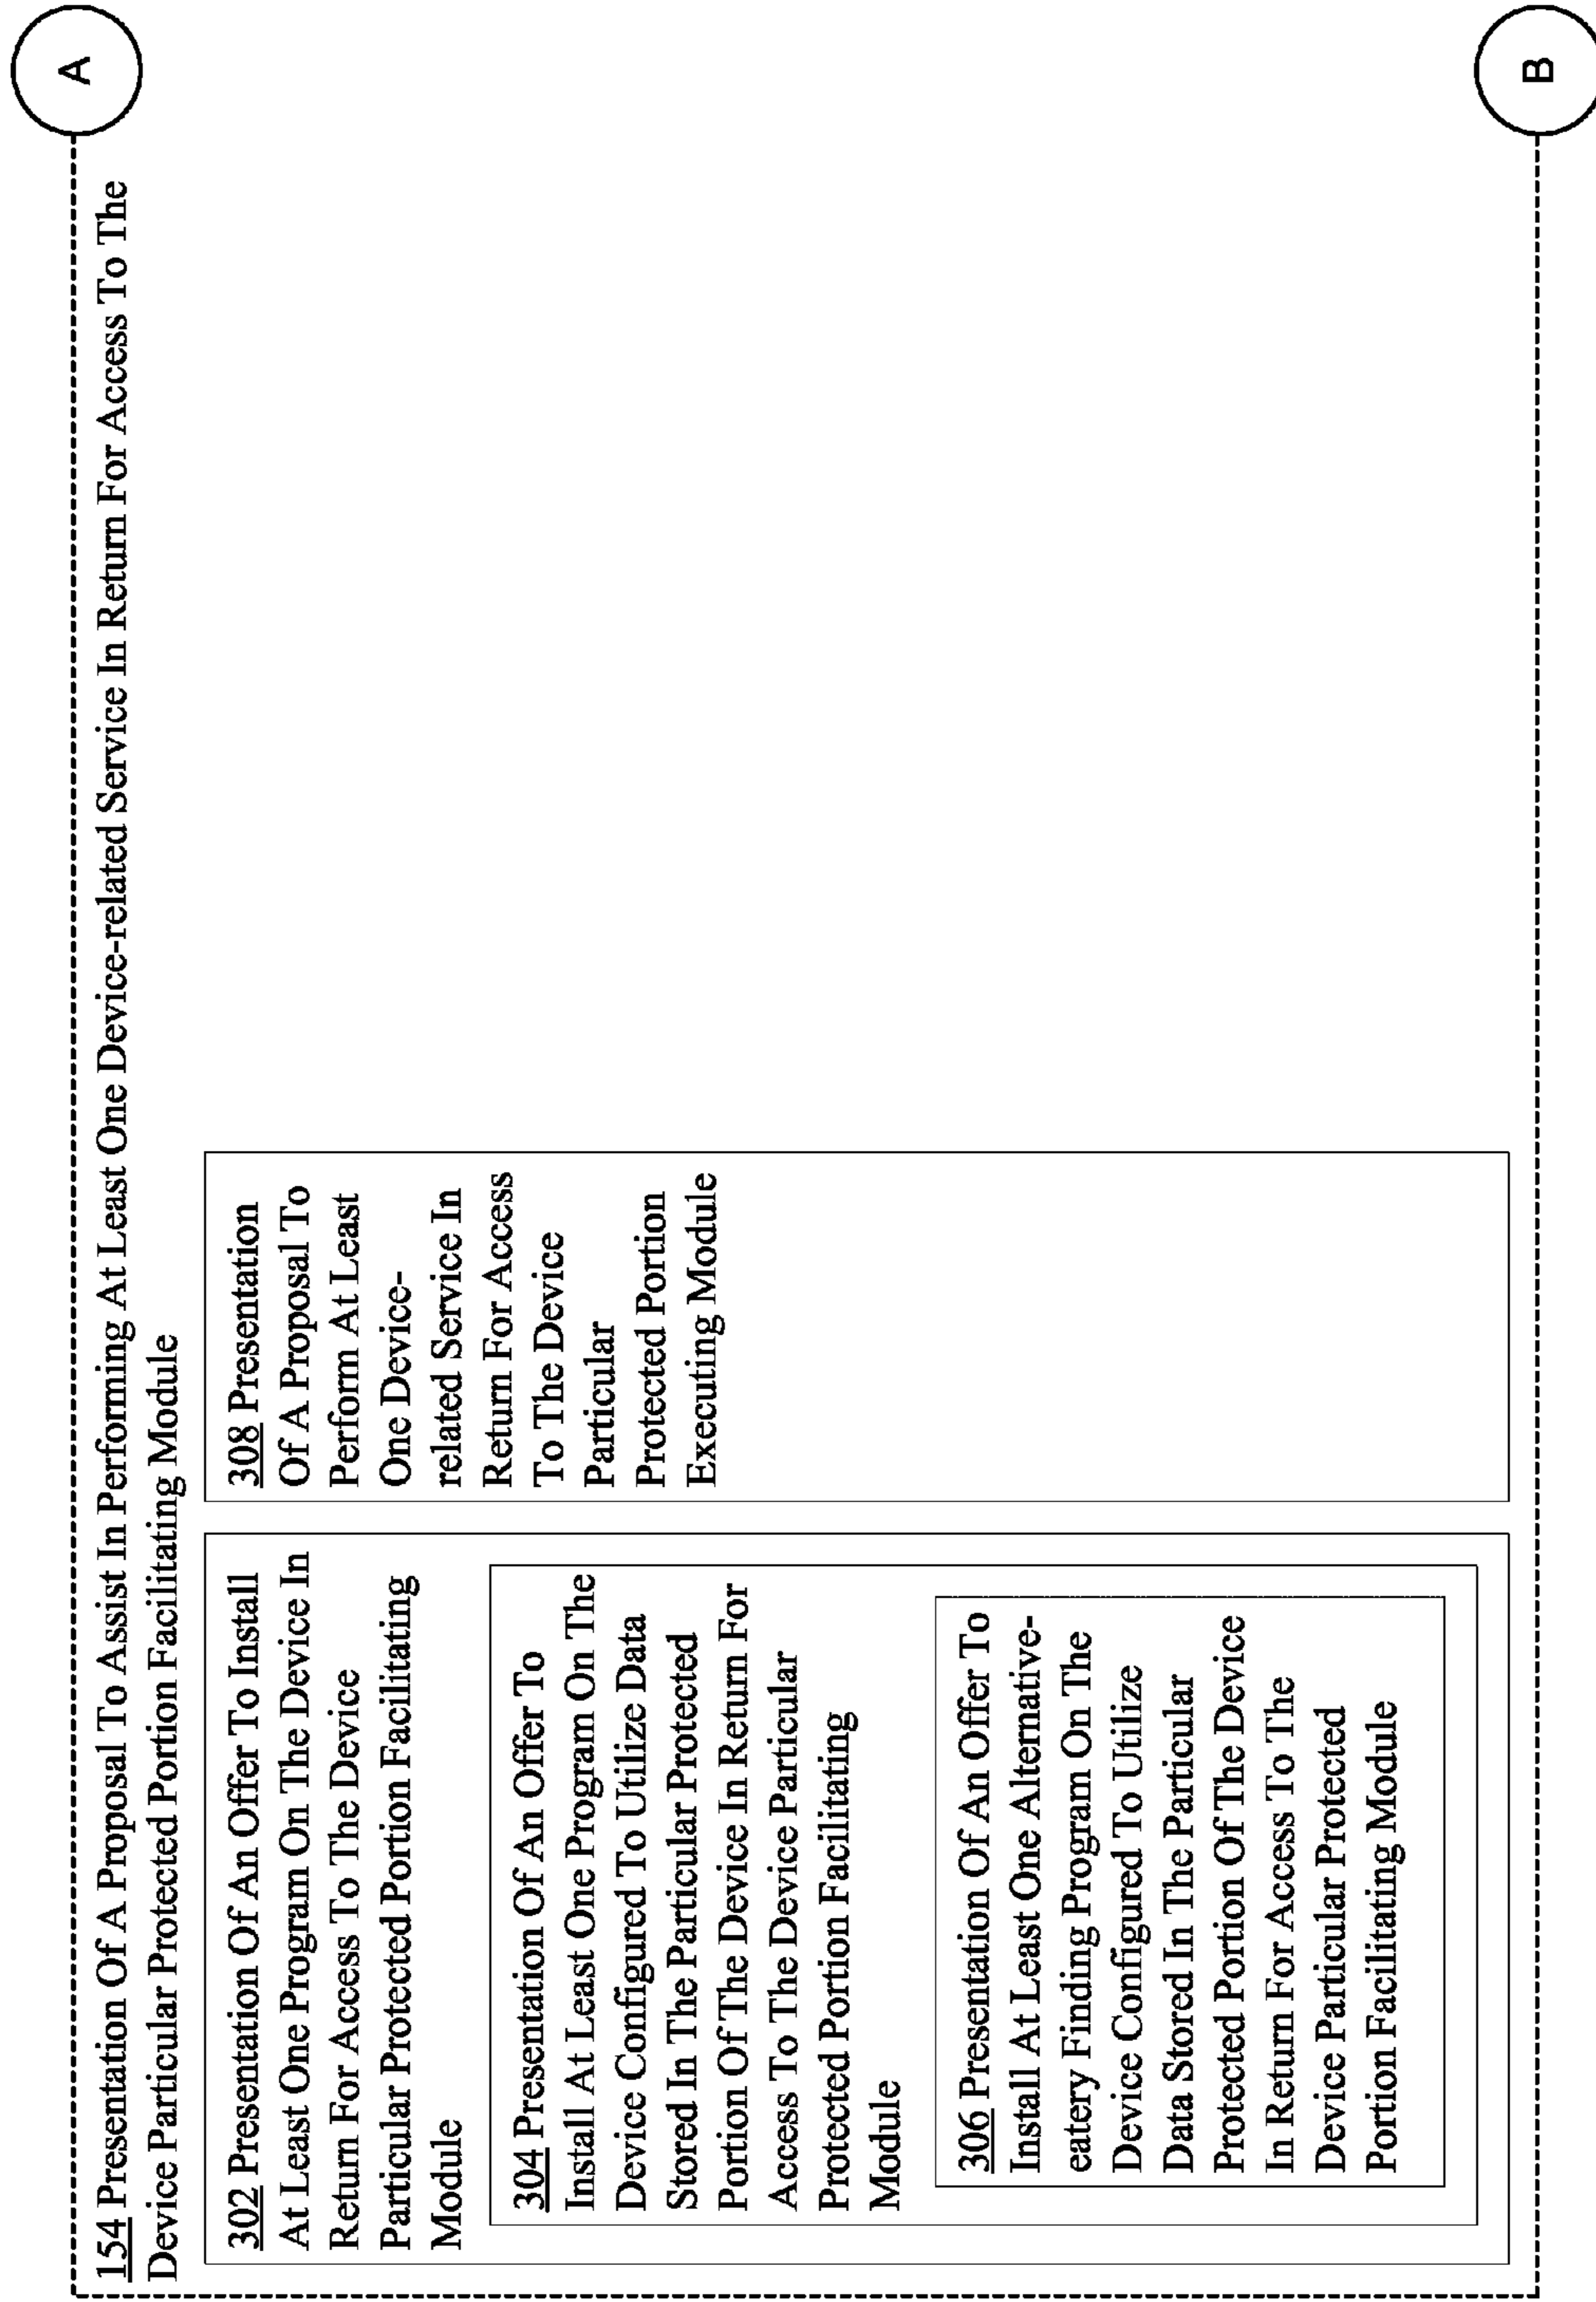 154 Presentation Of A Proposal To Assist In Performing At Least One Device-related Service In Return For Access To The
Device Particular Protected Portion Facilitating Module
302 Presentation Of An Offer To Install
At Least One Program On The Device In
Return For Access To The Device
Particular Protected Portion Facilitating
Module
304 Presentation Of An Offer To
Install At Least One Program On The
Device Configured To Utilize Data
Stored In The Particular Protected
Portion Of The Device In Return For
Access To The Device Particular
Protected Portion Facilitating
Module
306 Presentation Of An Offer To
Install At Least One Alternative-
eatery Finding Program On The
Device Configured To Utilize
Data Stored In The Particular
Protected Portion Of The Device
In Return For Access To The
Device Particular Protected
Portion Facilitating Module
308 Presentation
Of A Proposal To
Perform At Least
One Device-
related Service In
Return For Access
To The Device
Particular
Protected Portion
Executing Module
A
B